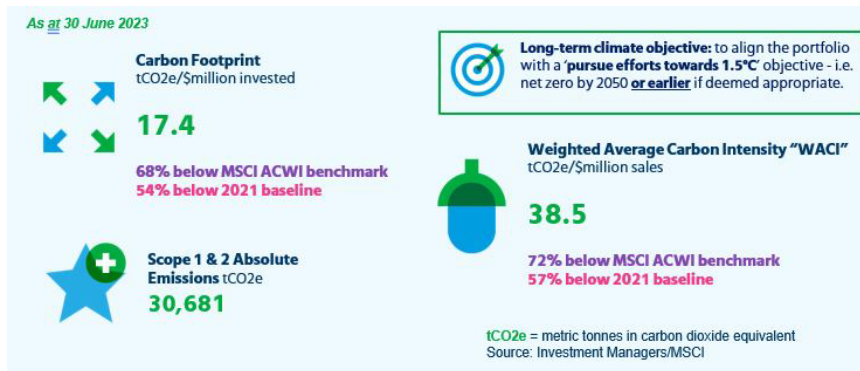 As at 30 June 2023
Carbon Footprint
tCO2e/$million invested
17.4
68% below MSCI ACWI benchmark
54% below 2021 baseline
Scope 1 & 2 Absolute
Emissions tCO2e
30,681
Long-term climate objective: to align the portfolio
with a 'pursue efforts towards 1.5°C' objective - i.e.
net zero by 2050 or earlier if deemed appropriate.
Weighted Average Carbon Intensity "WACI"
tCO2e/$million sales
38.5
72% below MSCI ACWI benchmark
57% below 2021 baseline
tCO2e = metric tonnes in carbon dioxide equivalent
Source: Investment Managers/MSCI